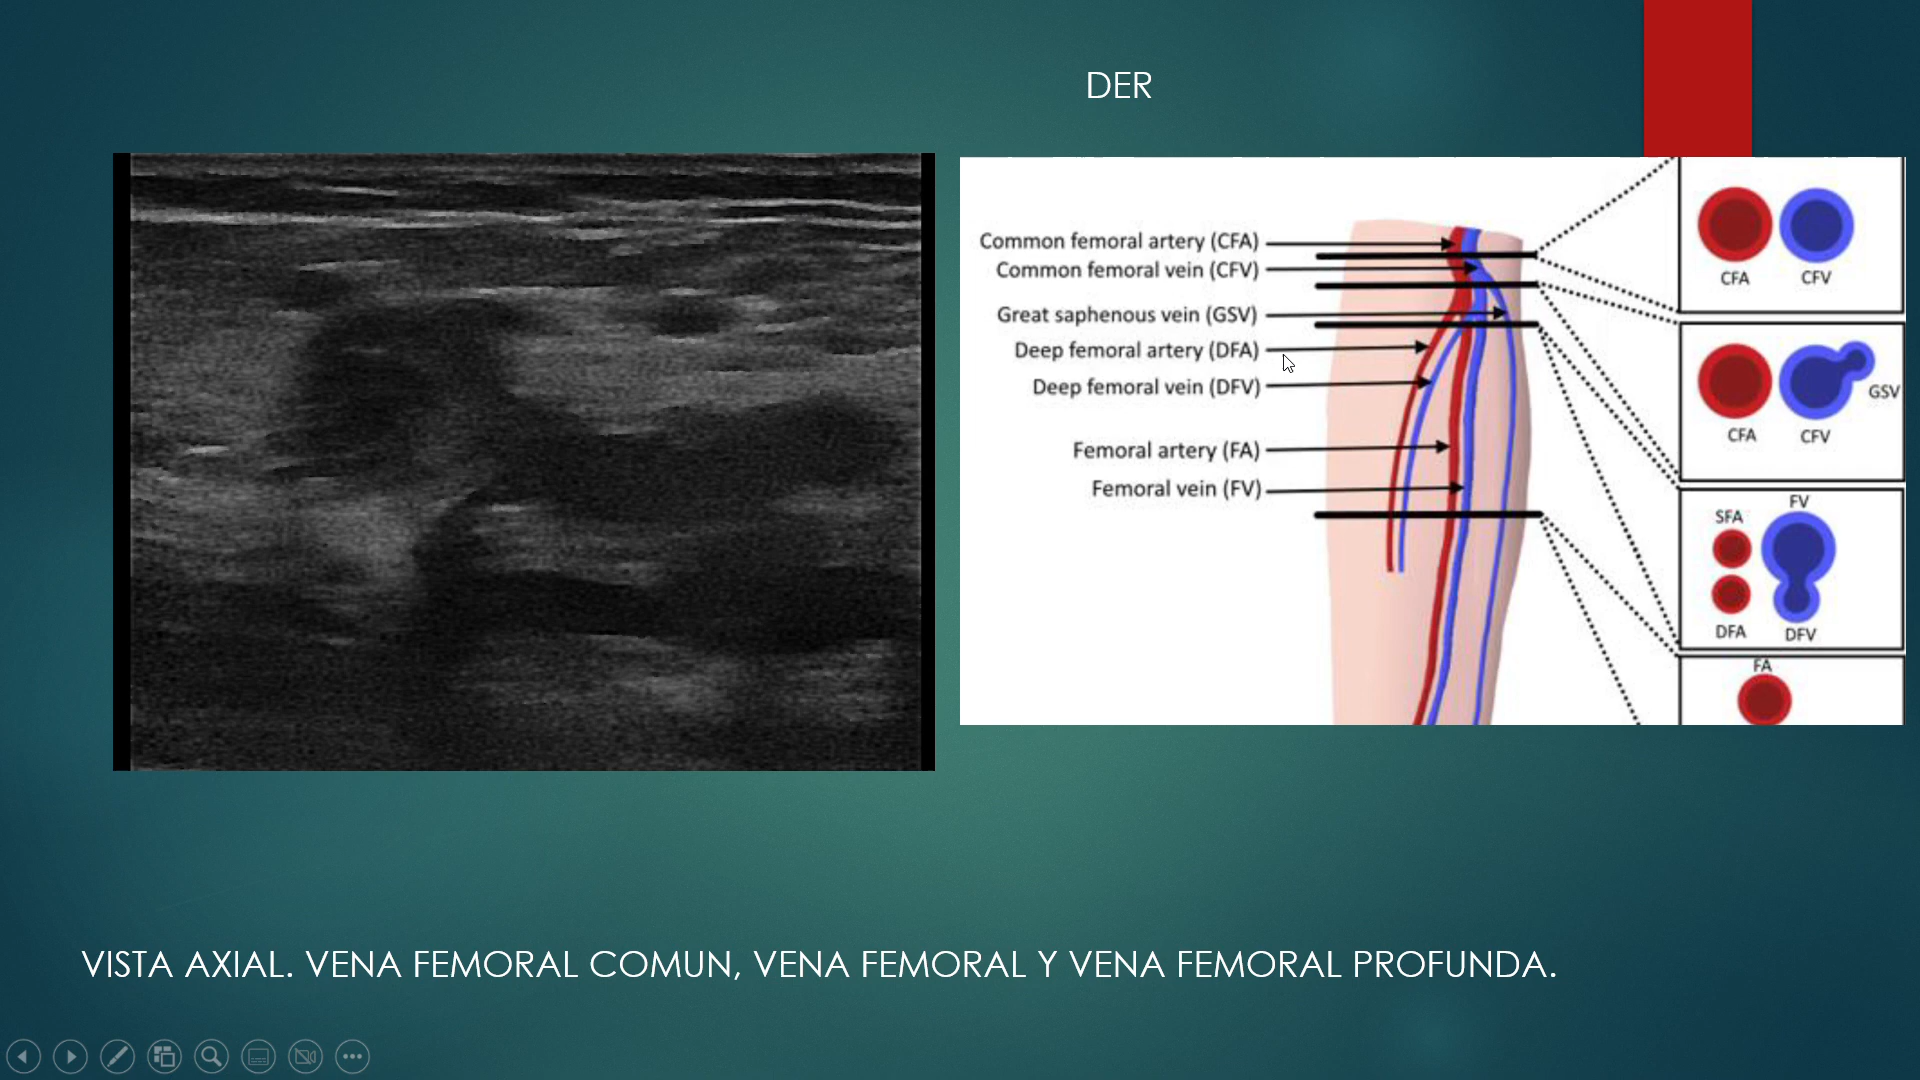 DER
Common femoral artery (CFA)
Common femoral vein (CFV)
Great saphenous vein (GSV)
Deep femoral artery (DFA)
Deep femoral vein (DFV)
Femoral artery (FA)
Femoral vein (FV)
CFA CFV
GSV
CFA CFV
FV
SFA
DFA DFV
FA
VISTA AXIAL. VENA FEMORAL COMUN, VENA FEMORAL Y VENA FEMORAL PROFUNDA.